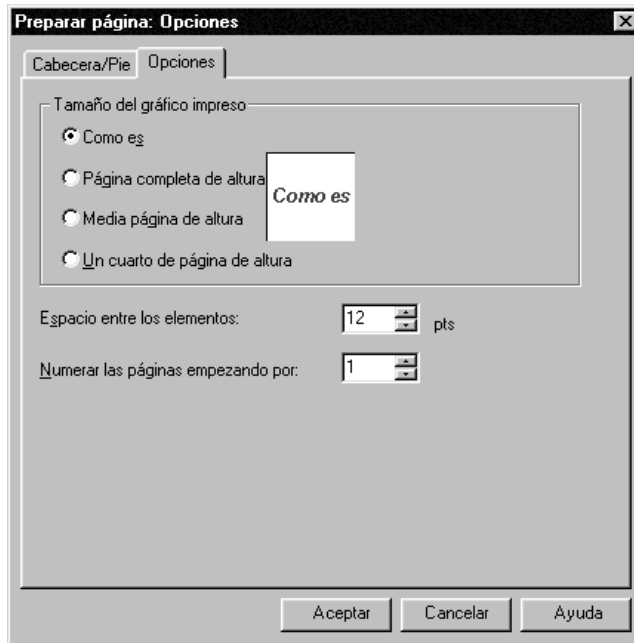 Preparar página: Opciones
Cabecera/Pie Opciones
Tamaño del gráfico impreso
Como es
Página completa de altura
Como es
Media página de altura
Un cuarto de página de altura
Espacio entre los elementos: 12 pts
Numerar las páginas empezando por: 1
Aceptar Cancelar Ayuda